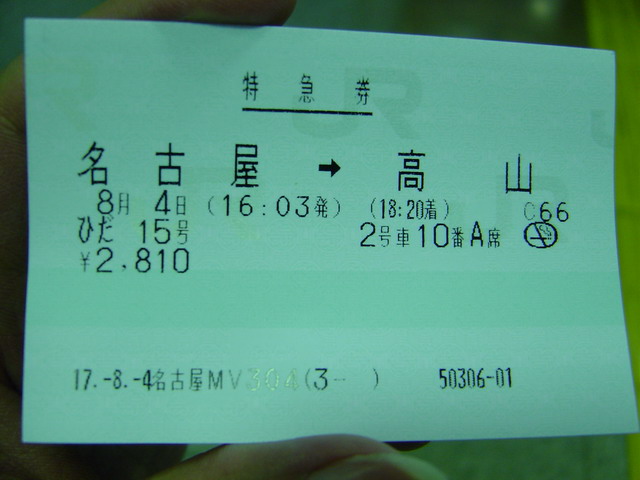 特急券
名古屋 → 高山
8月 4日 (16:03発) (18:20着) C66
ひだ 15号 2号車10番A席
¥2,810
17.-8.-4名古屋MV304(3- ) 50306-01